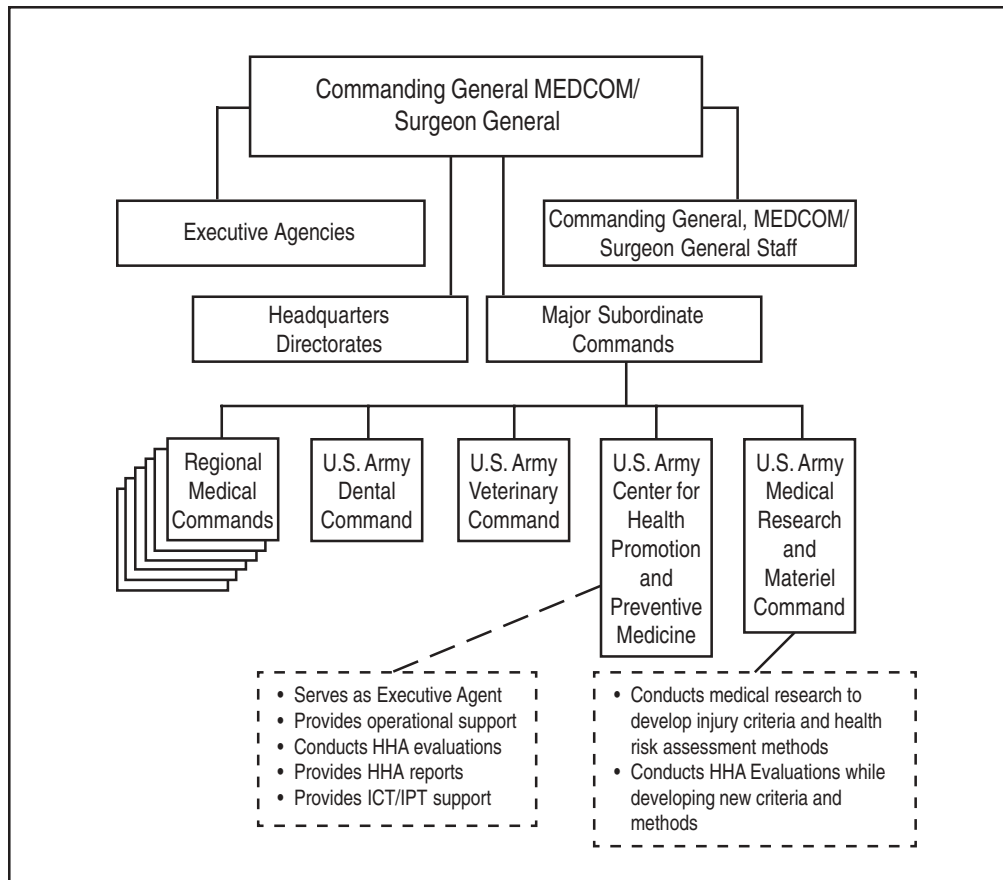 Commanding General MEDCOM/
Surgeon General
Executive Agencies
Commanding General, MEDCOM/
Surgeon General Staff
Headquarters
Directorates
Major Subordinate
Commands
Regional
Medical
Commands
U.S. Army
Dental
Command
U.S. Army
Veterinary
Command
U.S. Army
Center for
Health
Promotion
and
Preventive
Medicine
U.S. Army
Medical
Research
and
Materiel
Command
• Serves as Executive Agent
• Provides operational support
• Conducts HHA evaluations
• Provides HHA reports
• Provides ICT/IPT support
• Conducts medical research to
develop injury criteria and health
risk assessment methods
• Conducts HHA Evaluations while
developing new criteria and
methods